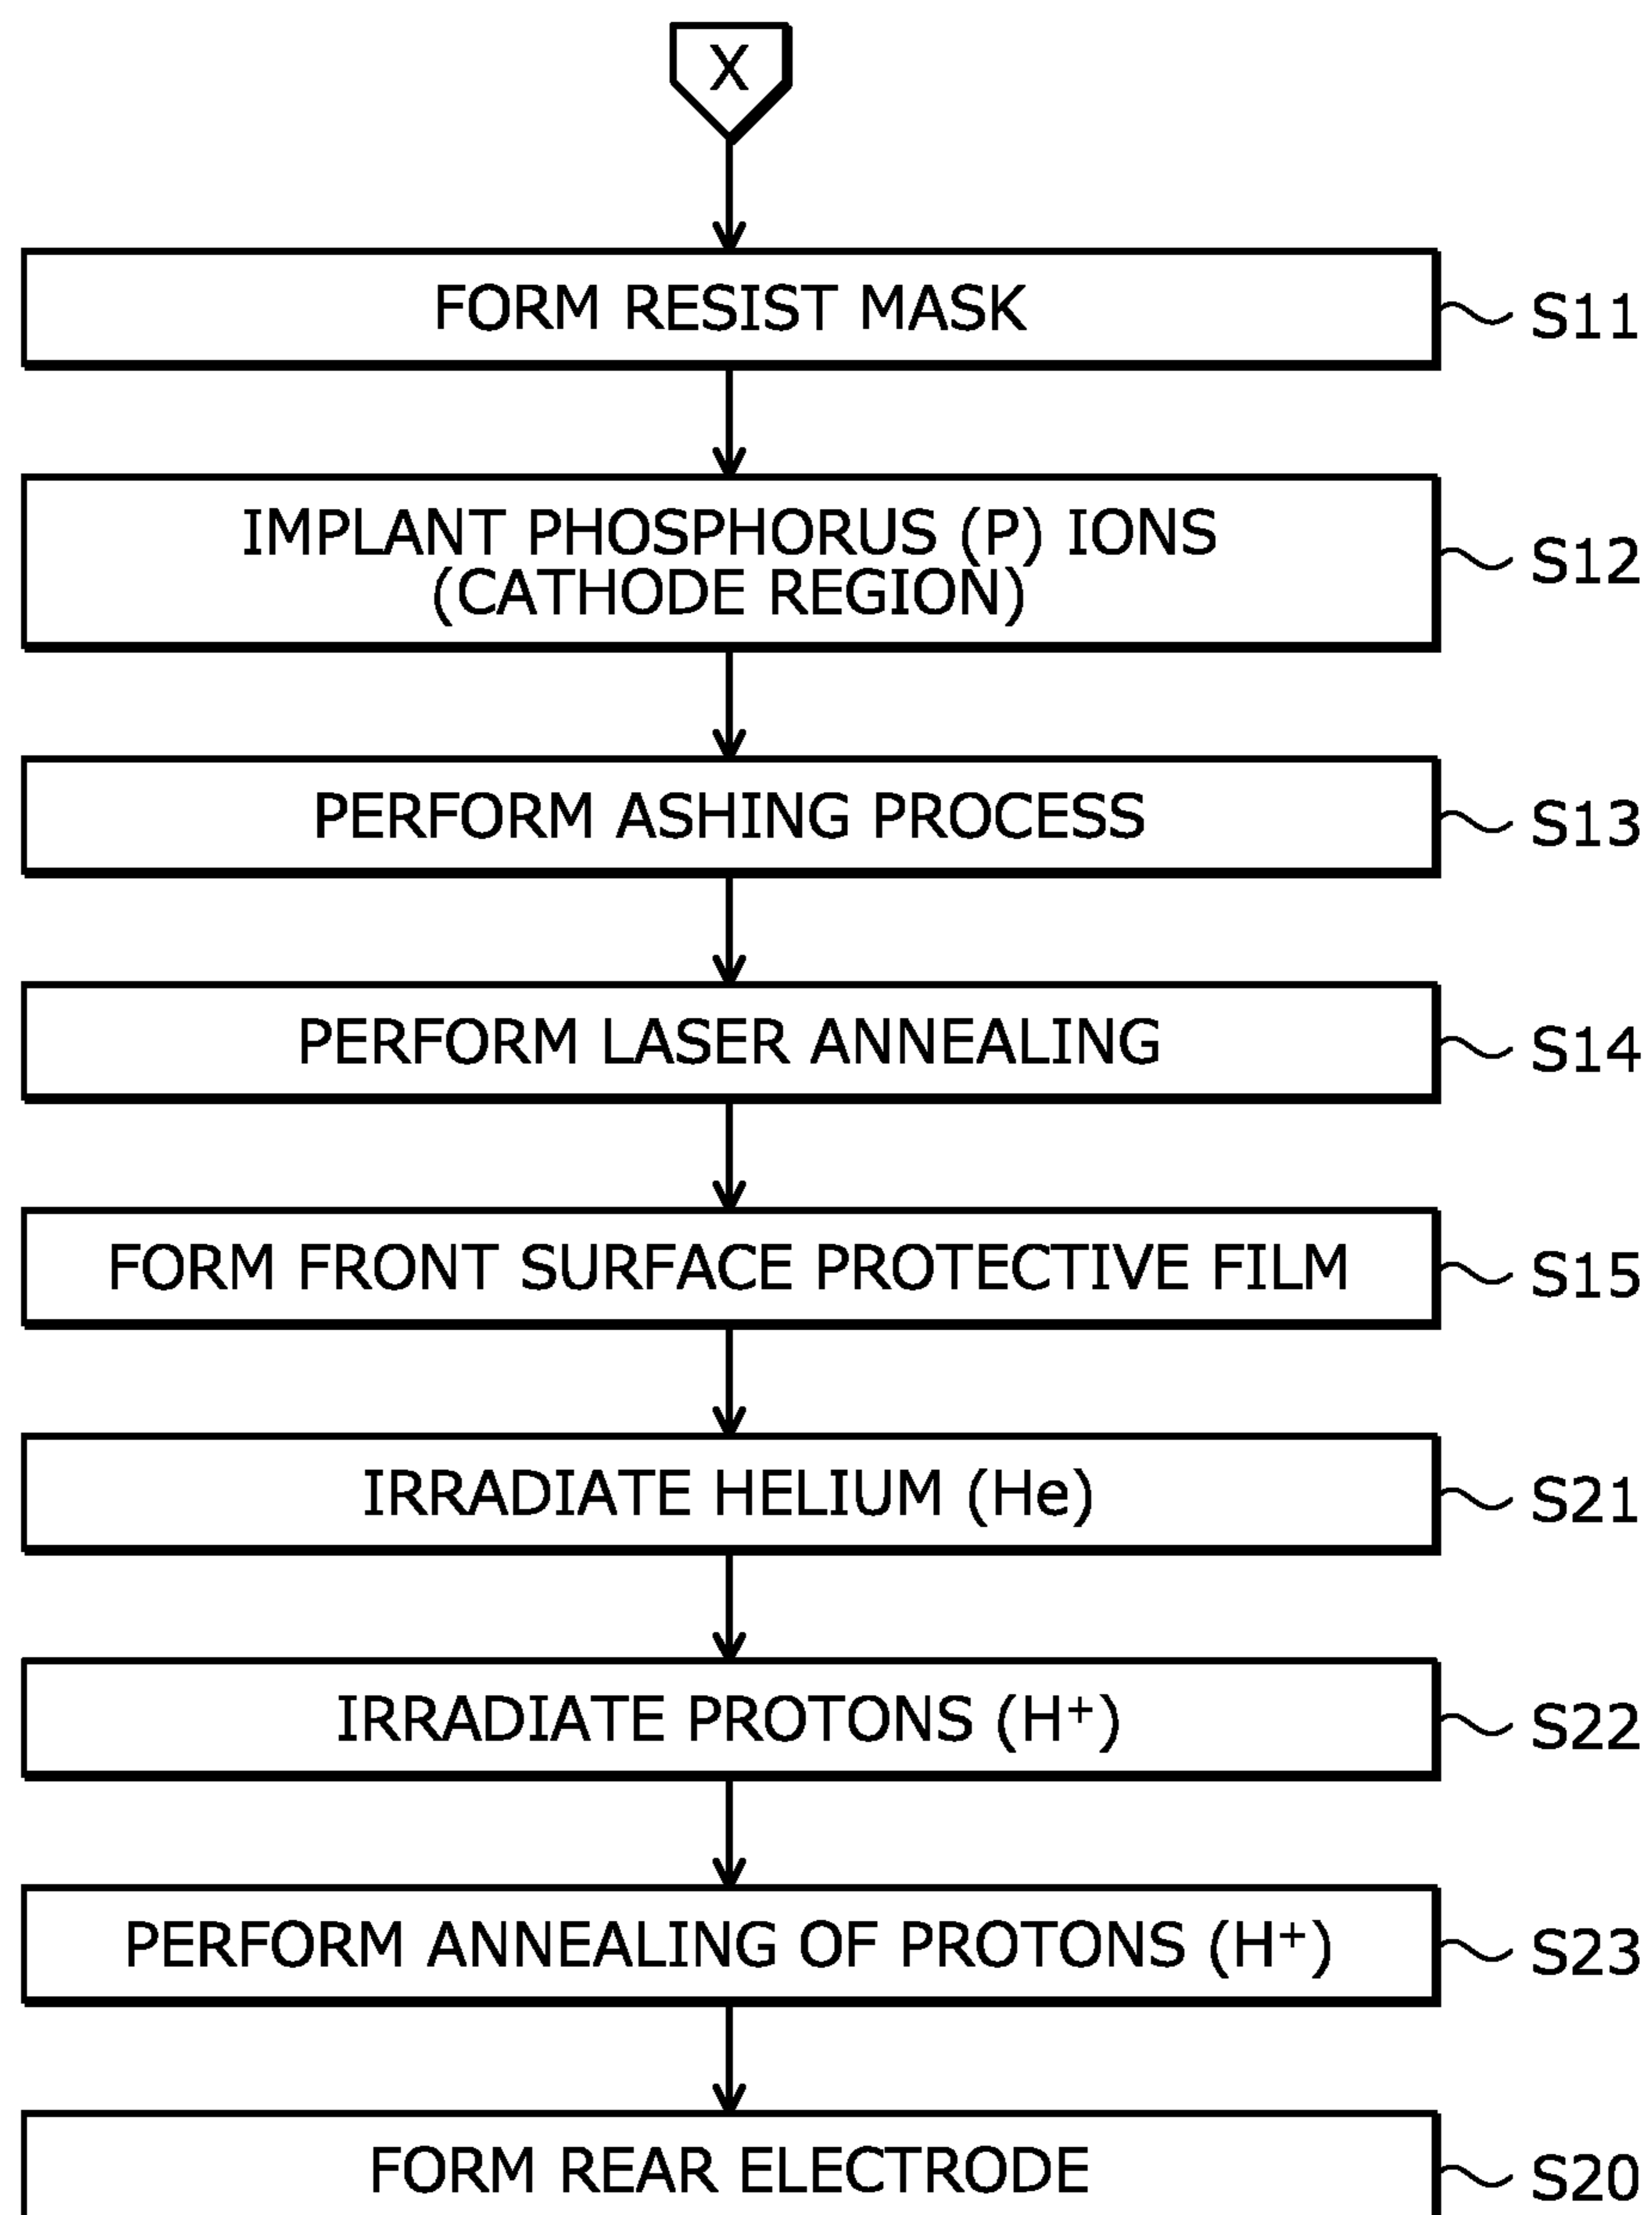 X
FORM RESIST MASK
S11
IMPLANT PHOSPHORUS (P) IONS
(CATHODE REGION)
S12
PERFORM ASHING PROCESS
S13
PERFORM LASER ANNEALING
S14
FORM FRONT SURFACE PROTECTIVE FILM
S15
IRRADIATE HELIUM (He)
S21
IRRADIATE PROTONS (H⁺)
S22
PERFORM ANNEALING OF PROTONS (H⁺)
S23
FORM REAR ELECTRODE
S20